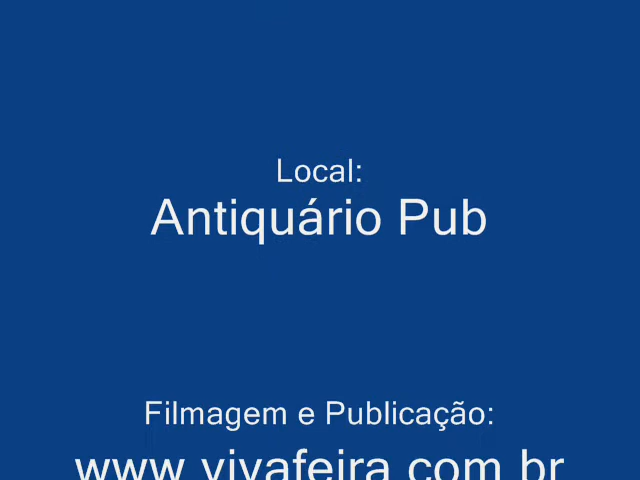 Local:
Antiquário Pub
Filmagem e Publicação:
www.vivafeira.com.br